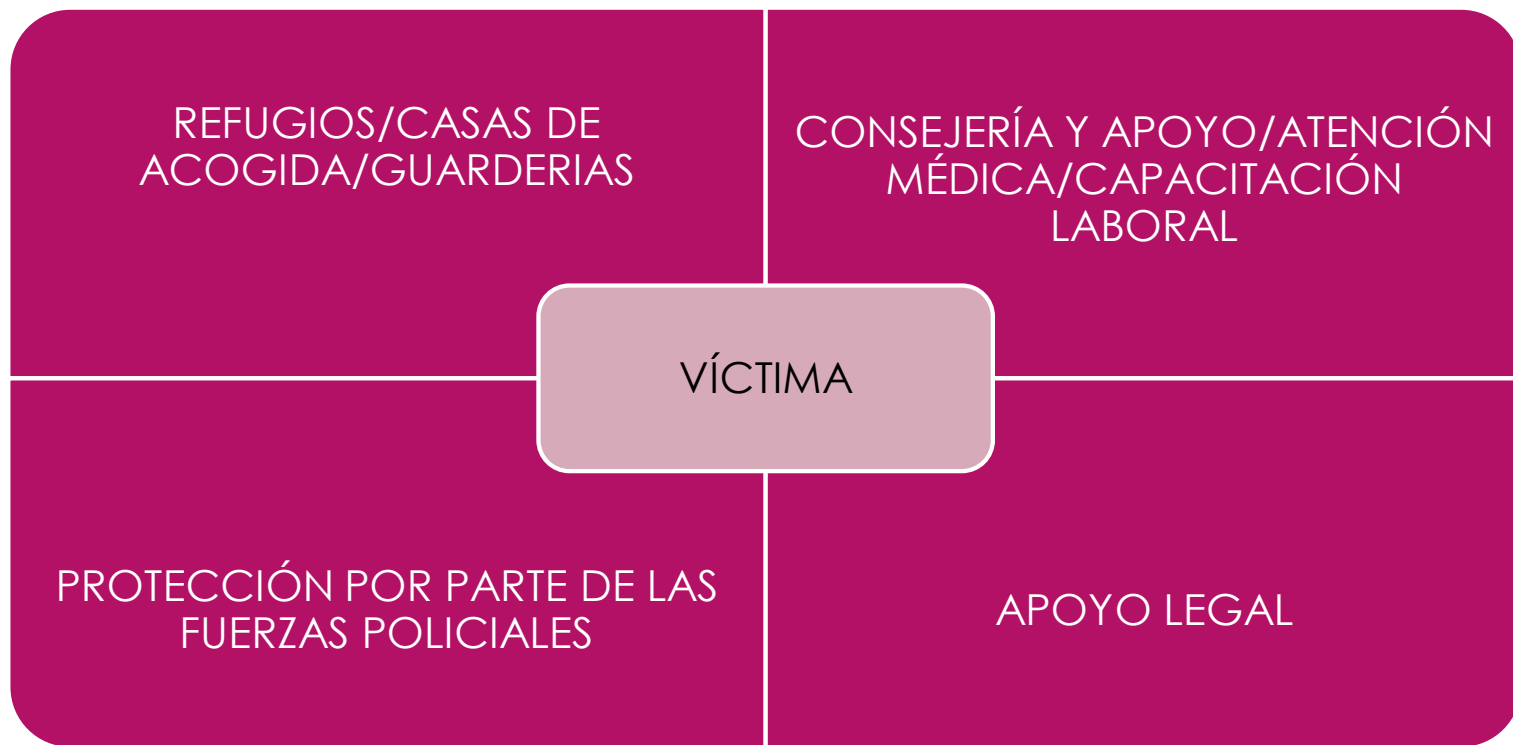 REFUGIOS/CASAS DE
ACOGIDA/GUARDERIAS
CONSEJERÍA Y APOYO/ATENCIÓN
MÉDICA/CAPACITACIÓN
LABORAL
VÍCTIMA
PROTECCIÓN POR PARTE DE LAS
FUERZAS POLICIALES
APOYO LEGAL